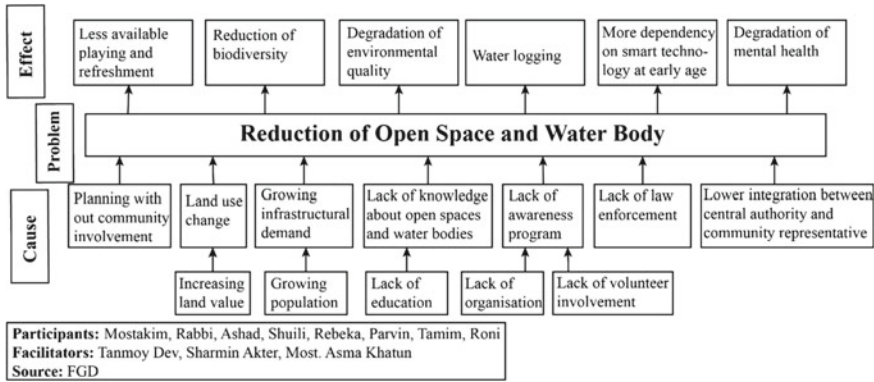 Effect
Less available
playing and
refreshment
Reduction of
biodiversity
Degradation of
environmental
quality
Water logging
More dependency
on smart techno-
logy at early age
Degradation of
mental health
Problem
Reduction of Open Space and Water Body
Cause
Planning with
out community
involvement
Land use
change
Growing
infrastructural
demand
Lack of knowledge
about open spaces
and water bodies
Lack of
awareness
program
Lack of law
enforcement
Lower integration between
central authority and
community representative
Increasing
land value
Growing
population
Lack of
education
Lack of
organisation
Lack of volunteer
involvement
Participants: Mostakim, Rabbi, Ashad, Shuili, Rebeka, Parvin, Tamim, Roni
Facilitators: Tanmoy Dev, Sharmin Akter, Most. Asma Khatun
Source: FGD